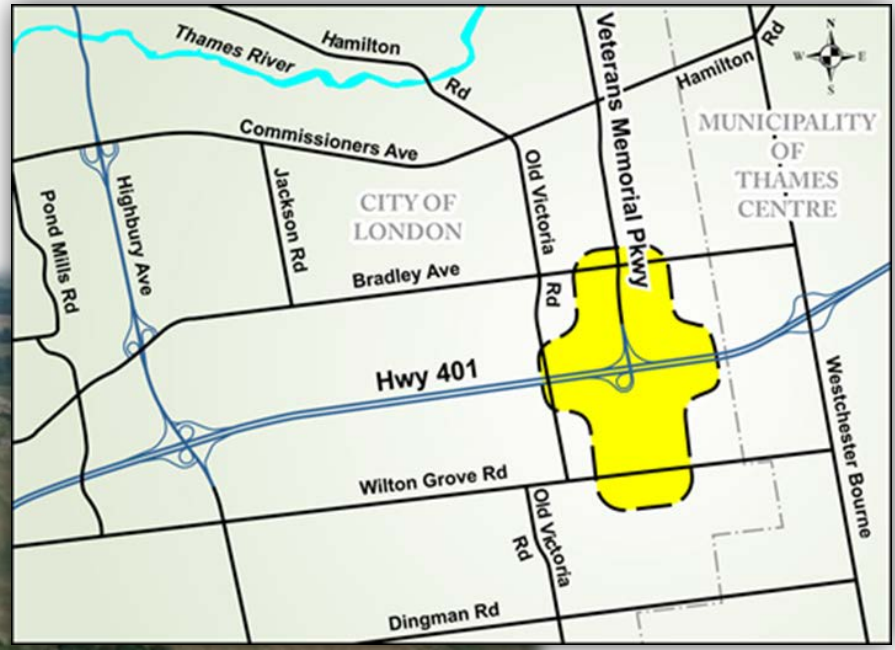 N
W
E
S
Thames River
Hamilton
Rd
Veterans Memorial Pkwy
Hamilton
Rd
Commissioners Ave
MUNICIPALITY
OF
THAMES
CENTRE
Pond Mills Rd
Highbury Ave
Jackson Rd
CITY OF
LONDON
Old Victoria
Rd
Bradley Ave
Hwy 401
Westchester Bourne
Wilton Grove Rd
Old Victoria
Rd
Dingman Rd